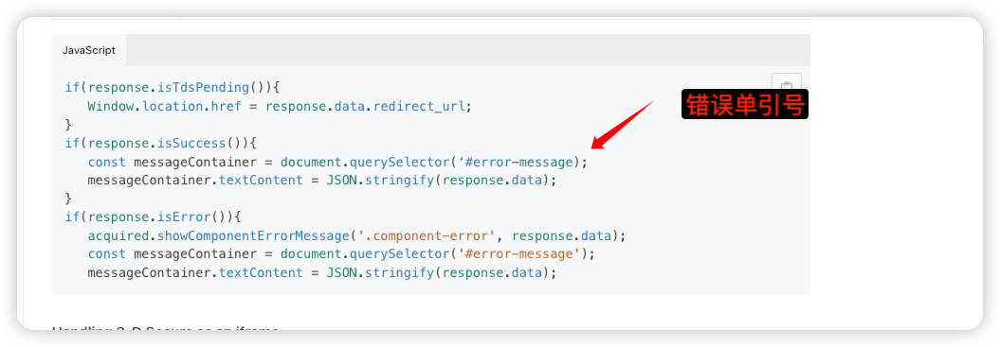 JavaScript
if(response.isTdsPending()){
Window.location.href = response.data.redirect_url;
}
if(response.isSuccess()){
const messageContainer = document.querySelector(‘#error-message);
messageContainer.textContent = JSON.stringify(response.data);
}
if(response.isError()){
acquired.showComponentErrorMessage('.component-error', response.data);
const messageContainer = document.querySelector('#error-message');
messageContainer.textContent = JSON.stringify(response.data);
错误单引号